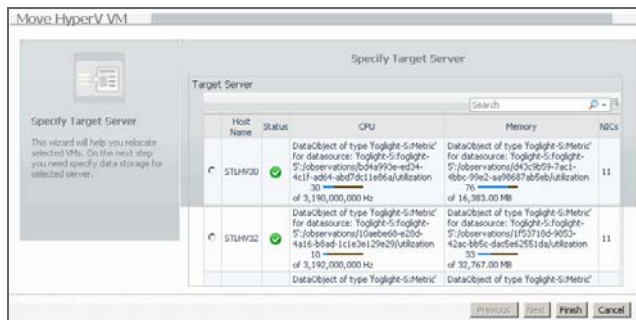 Move HyperV VM
Specify Target Server
Specify Target Server
This wizard will help you relocate
selected VMs. On the next step
you need specify data storage for
selected server.
Target Server
Search
Host Name Status CPU Memory NICs
STLHV30
DataObject of type 'Foglight-5:Metric'
for datasource: 'Foglight-5:foglight-
5':/observations/bd4a993e-ed34-
4c1f-ad64-abd7dc11e86a/utilization
30
of 3,190,000,000 Hz
DataObject of type 'Foglight-5:Metric'
for datasource: 'Foglight-5:foglight-
5':/observations/d43c9b59-7ac1-
4bbc-99e2-aa98687ab5eb/utilization
76
of 16,383.00 MB
11
STLHV32
DataObject of type 'Foglight-5:Metric'
for datasource: 'Foglight-5:foglight-
5':/observations/10aebe68-e20d-
4a16-b8ad-1c1e3e129e29/utilization
10
of 3,192,000,000 Hz
DataObject of type 'Foglight-5:Metric'
for datasource: 'Foglight-5:foglight-
5':/observations/1f53710d-9053-
42ac-bb5c-dac5e62551da/utilization
33
of 32,767.00 MB
11
DataObject of type 'Foglight-5:Metric'
DataObject of type 'Foglight-5:Metric'
Previous Next Finish Cancel